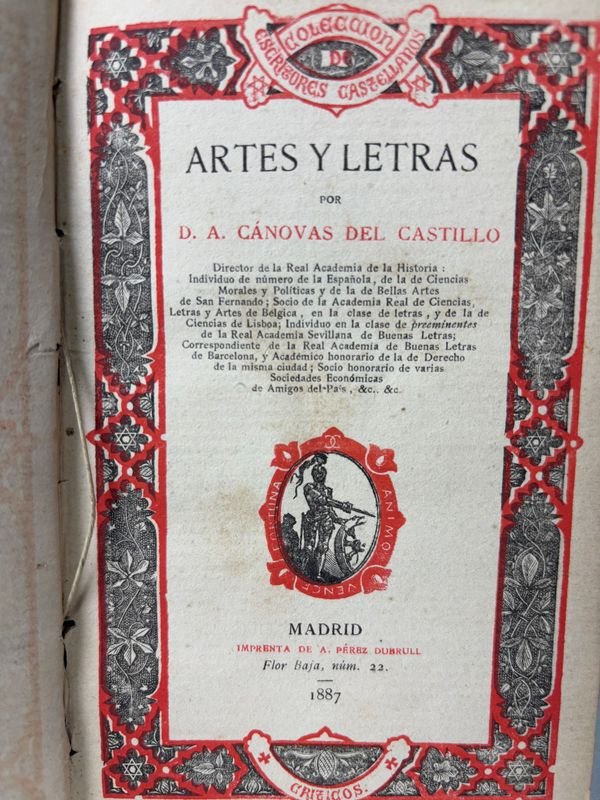 COLECCION
DE
ESCRITORES CASTELLANOS
ARTES Y LETRAS
POR
D. A. CÁNOVAS DEL CASTILLO
Director de la Real Academia de la Historia :
Individuo de número de la Española, de la de Ciencias
Morales y Políticas y de la de Bellas Artes
de San Fernando ; Socio de la Academia Real de Ciencias,
Letras y Artes de Bélgica , en la clase de letras , y de la de
Ciencias de Lisboa; Individuo en la clase de preeminentes
de la Real Academia Sevillana de Buenas Letras;
Correspondiente de la Real Academia de Buenas Letras
de Barcelona, y Académico honorario de la de Derecho
de la misma ciudad ; Socio honorario de varias
Sociedades Económicas
de Amigos del País , &c.. &c.
FORTUNA
ANIMO
VENCE
MADRID
IMPRENTA DE A. PÉREZ DUBRULL
Flor Baja, núm. 22.
1887
CRITICOS.